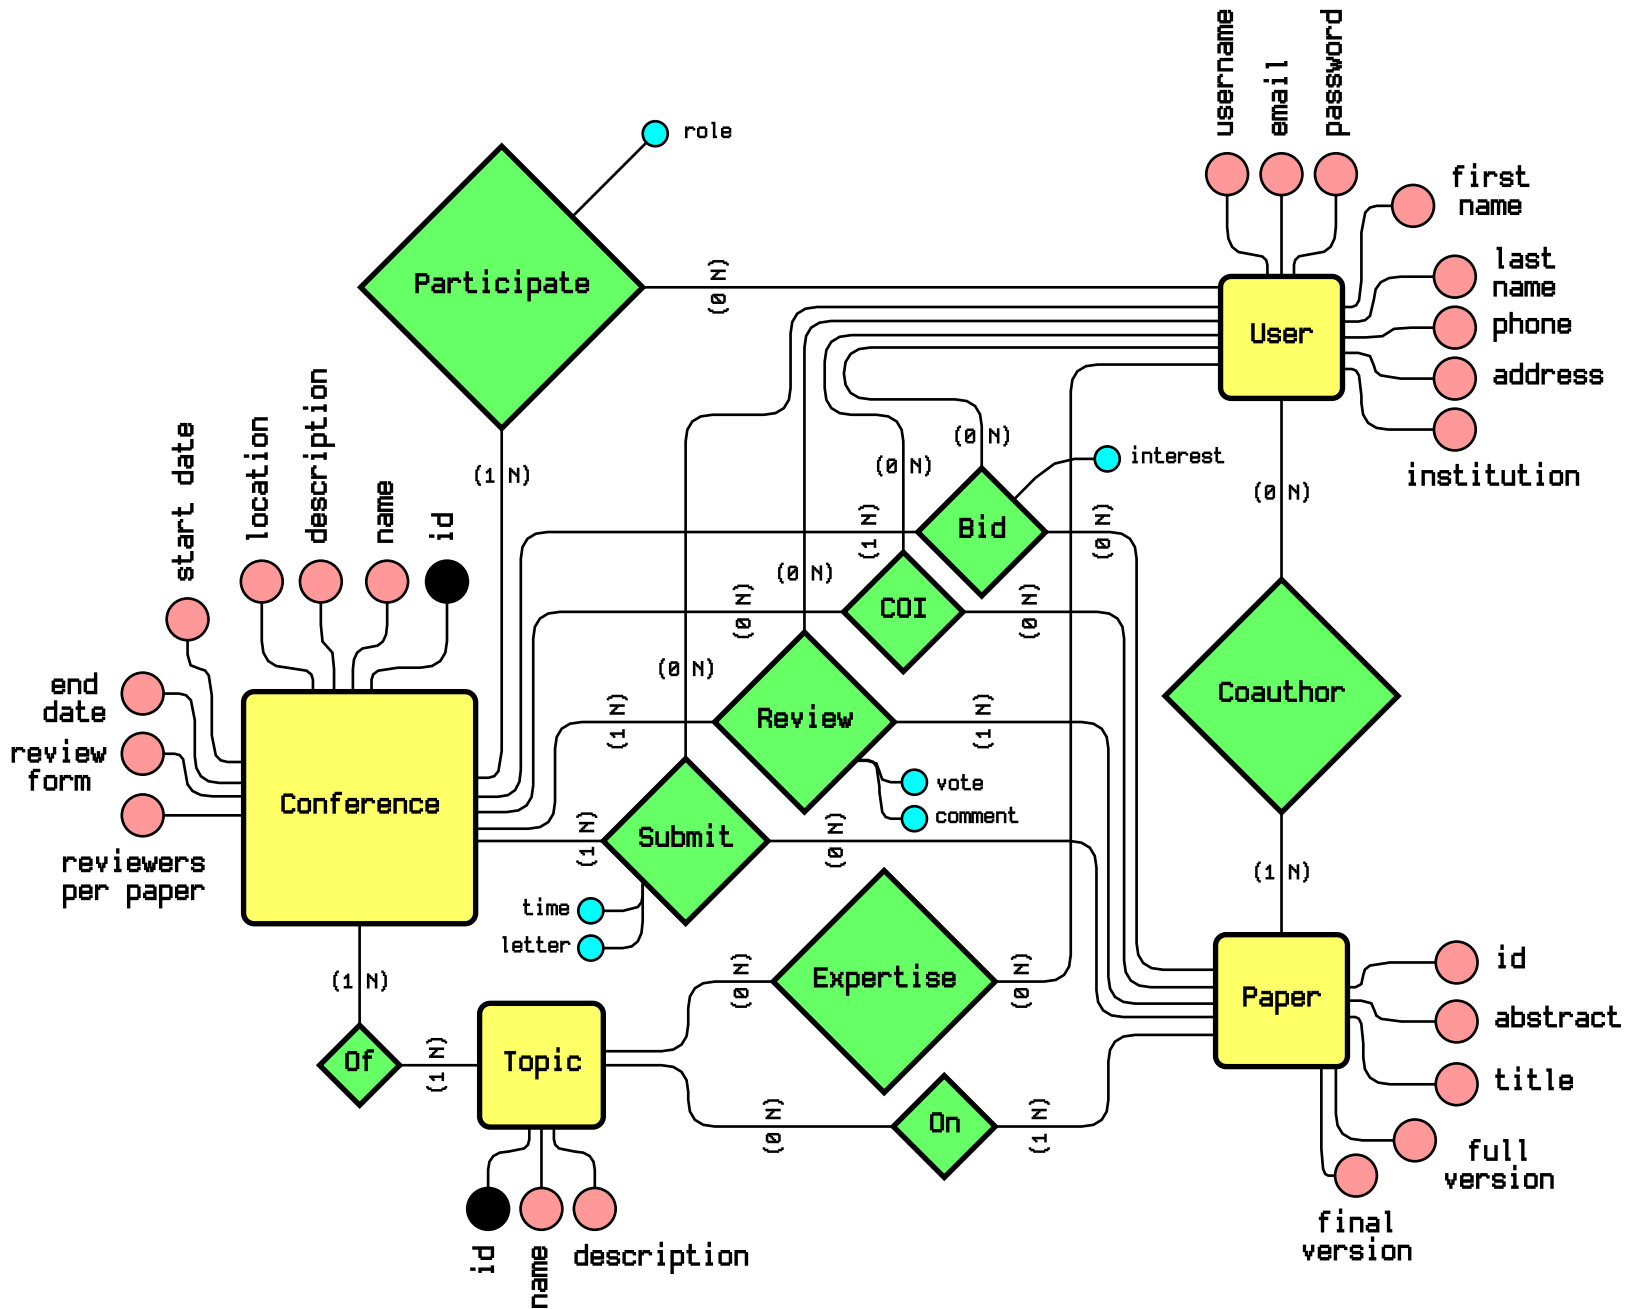 username
email
password
role
first
name
last
name
phone
address
institution
Participate
(0 N)
User
(1 N)
(0 N)
(0 N)
interest
(0 N)
start date
location
description
name
id
(1 N)
Bid
(0 N)
(0 N)
(0 N)
COI
(0 N)
(0 N)
end
date
review
form
reviewers
per paper
Conference
(1 N)
Review
(1 N)
Coauthor
vote
comment
(1 N)
Submit
(0 N)
(1 N)
time
letter
(1 N)
(0 N)
Expertise
(0 N)
Paper
id
abstract
title
full
version
final
version
Of
(1 N)
Topic
(0 N)
On
(1 N)
id
name
description